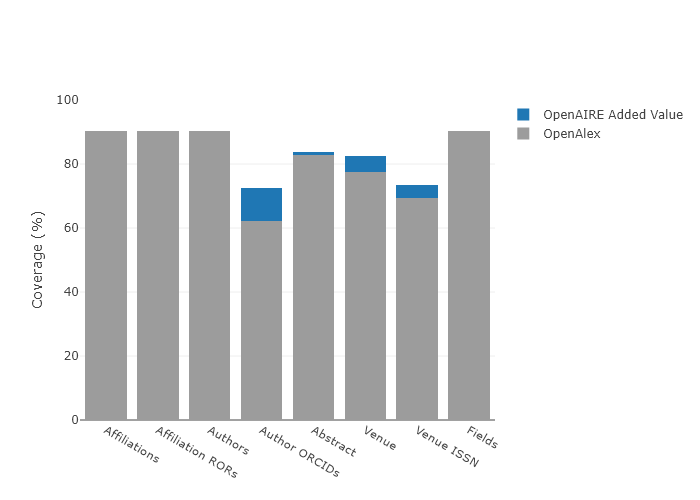 100
80
60
40
20
0
Coverage (%)
Affiliations
Affiliation RORs
Authors
Author ORCIDs
Abstract
Venue
Venue ISSN
Fields
OpenAIRE Added Value
OpenAlex